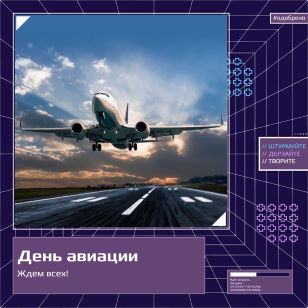 #одобрено
// ШТУРМУЙТЕ
// ДЕРЗАЙТЕ
// ТВОРИТЕ
День авиации
Ждем всех!